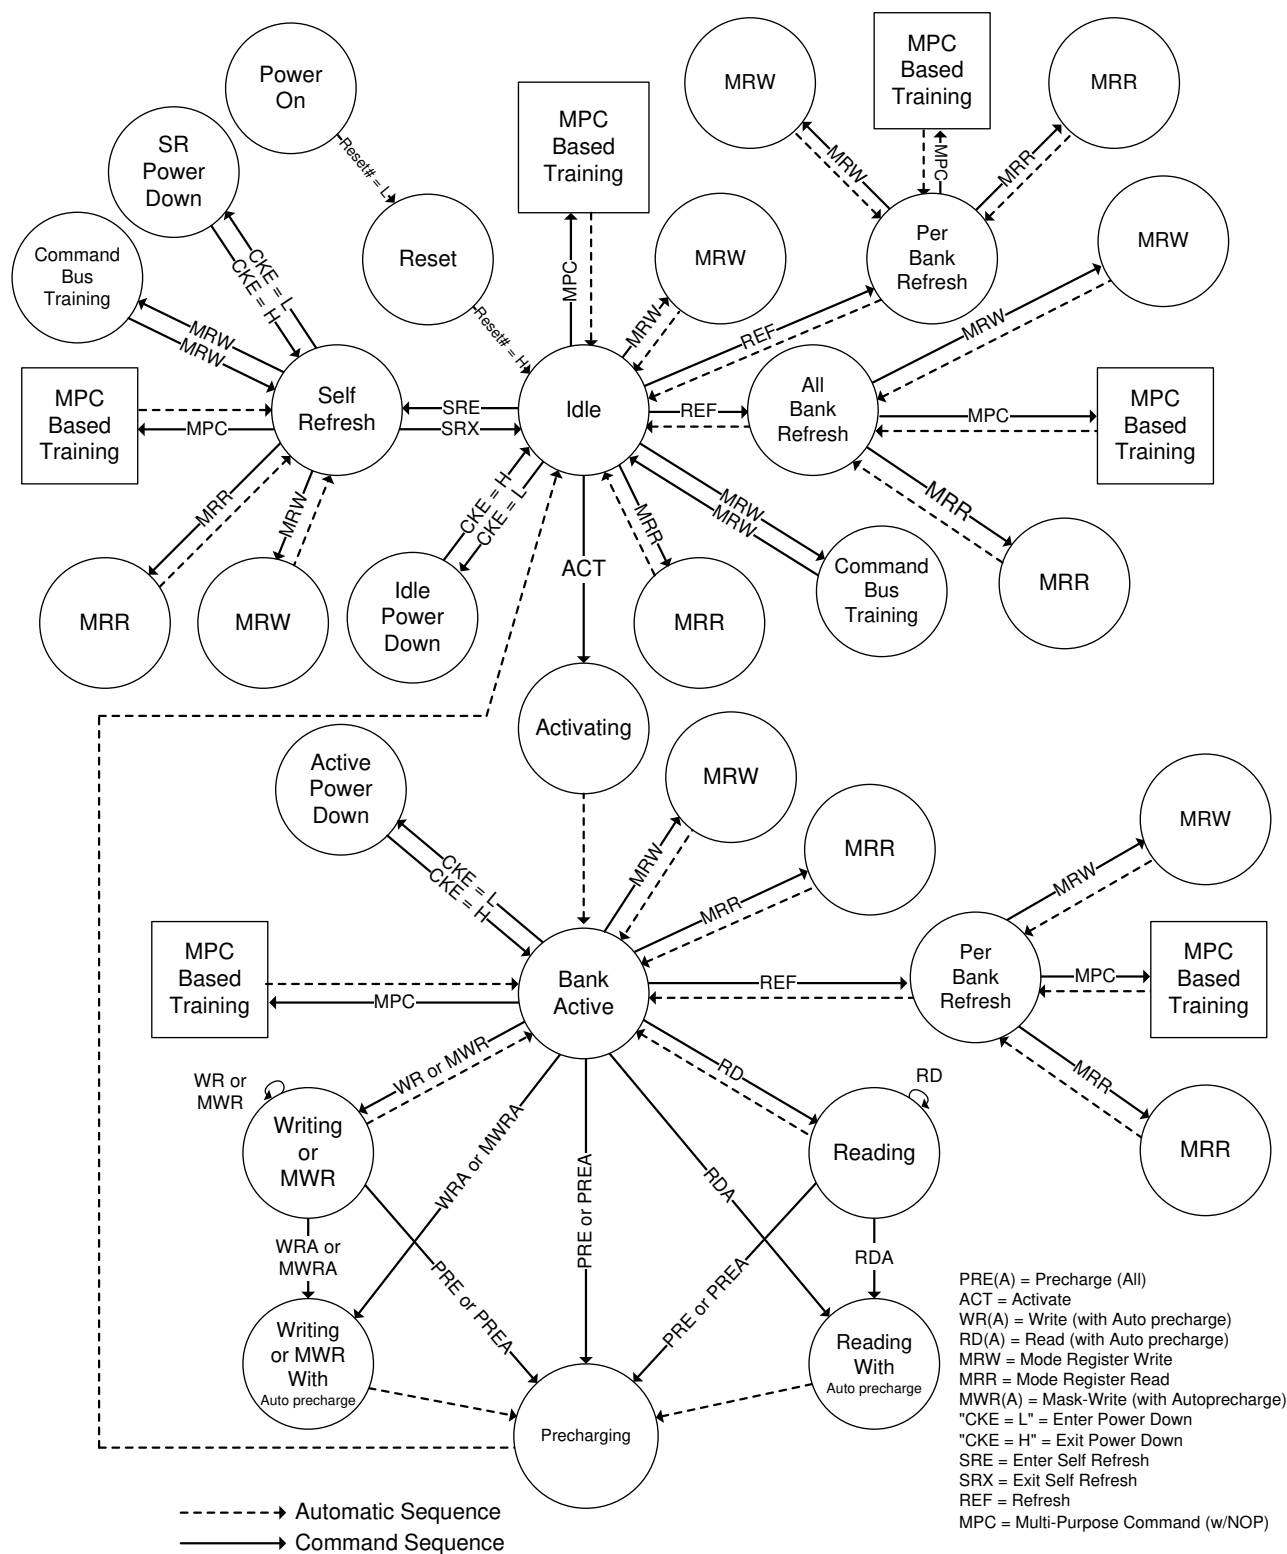 Power
On
SR
Power
Down
Command
Bus
Training
MPC
Based
Training
MRW
MPC
Based
Training
MRR
Reset# = L
Reset
Reset# = H
CKE = L
CKE = H
MRW
MRW
MPC
Based
Training
MPC
Self
Refresh
SRE
SRX
Idle
MPC
MRW
MRW
MRW
MPC
MRR
Per
Bank
Refresh
MRW
REF
REF
All
Bank
Refresh
MRW
MPC
MPC
Based
Training
MRR
MRR
MRR
MRW
MRR
MRW
CKE = H
CKE = L
Idle
Power
Down
ACT
MRR
MRR
MRW
MRW
Command
Bus
Training
Activating
Active
Power
Down
CKE = L
CKE = H
MRW
MRW
MRR
MRR
MRW
MRW
MPC
Based
Training
MPC
Bank
Active
REF
Per
Bank
Refresh
MPC
MPC
Based
Training
MRR
MRR
WR or
MWR
WR or MWR
Writing
or
MWR
RD
RD
Reading
WRA or MWRA
PRE or PREA
RDA
WRA or
MWRA
PRE or PREA
PRE or PREA
RDA
Writing
or MWR
With
Auto precharge
Reading
With
Auto precharge
Precharging
PRE(A) = Precharge (All)
ACT = Activate
WR(A) = Write (with Auto precharge)
RD(A) = Read (with Auto precharge)
MRW = Mode Register Write
MRR = Mode Register Read
MWR(A) = Mask-Write (with Autoprecharge)
"CKE = L" = Enter Power Down
"CKE = H" = Exit Power Down
SRE = Enter Self Refresh
SRX = Exit Self Refresh
REF = Refresh
MPC = Multi-Purpose Command (w/NOP)
Automatic Sequence
Command Sequence